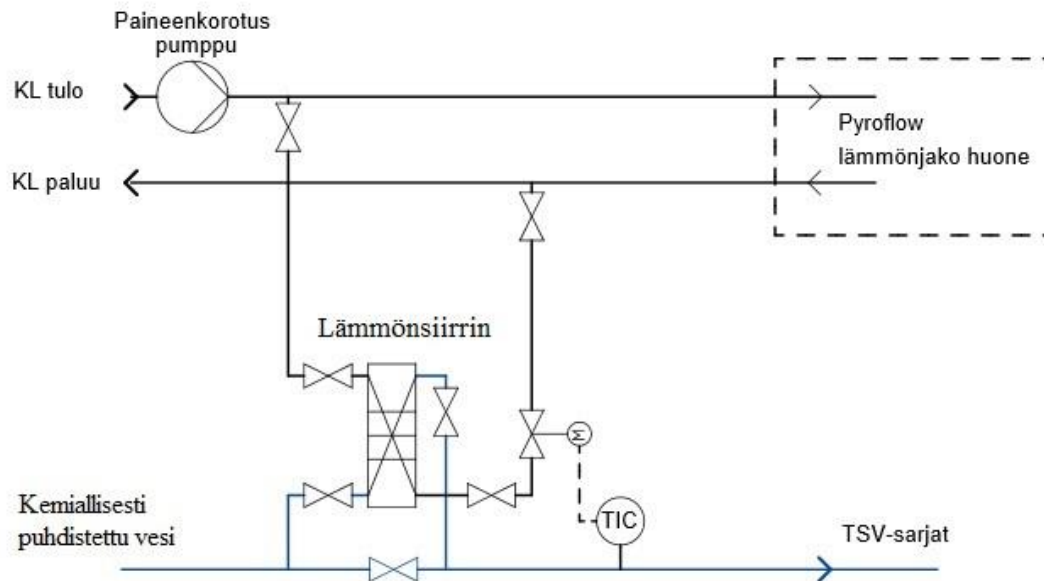 Paineenkorotus
pumppu
KL tulo
Pyroflow
lämmönjako huone
KL paluu
Lämmönsiirrin
M
Kemiallisesti
puhdistettu vesi
TIC
TSV-sarjat